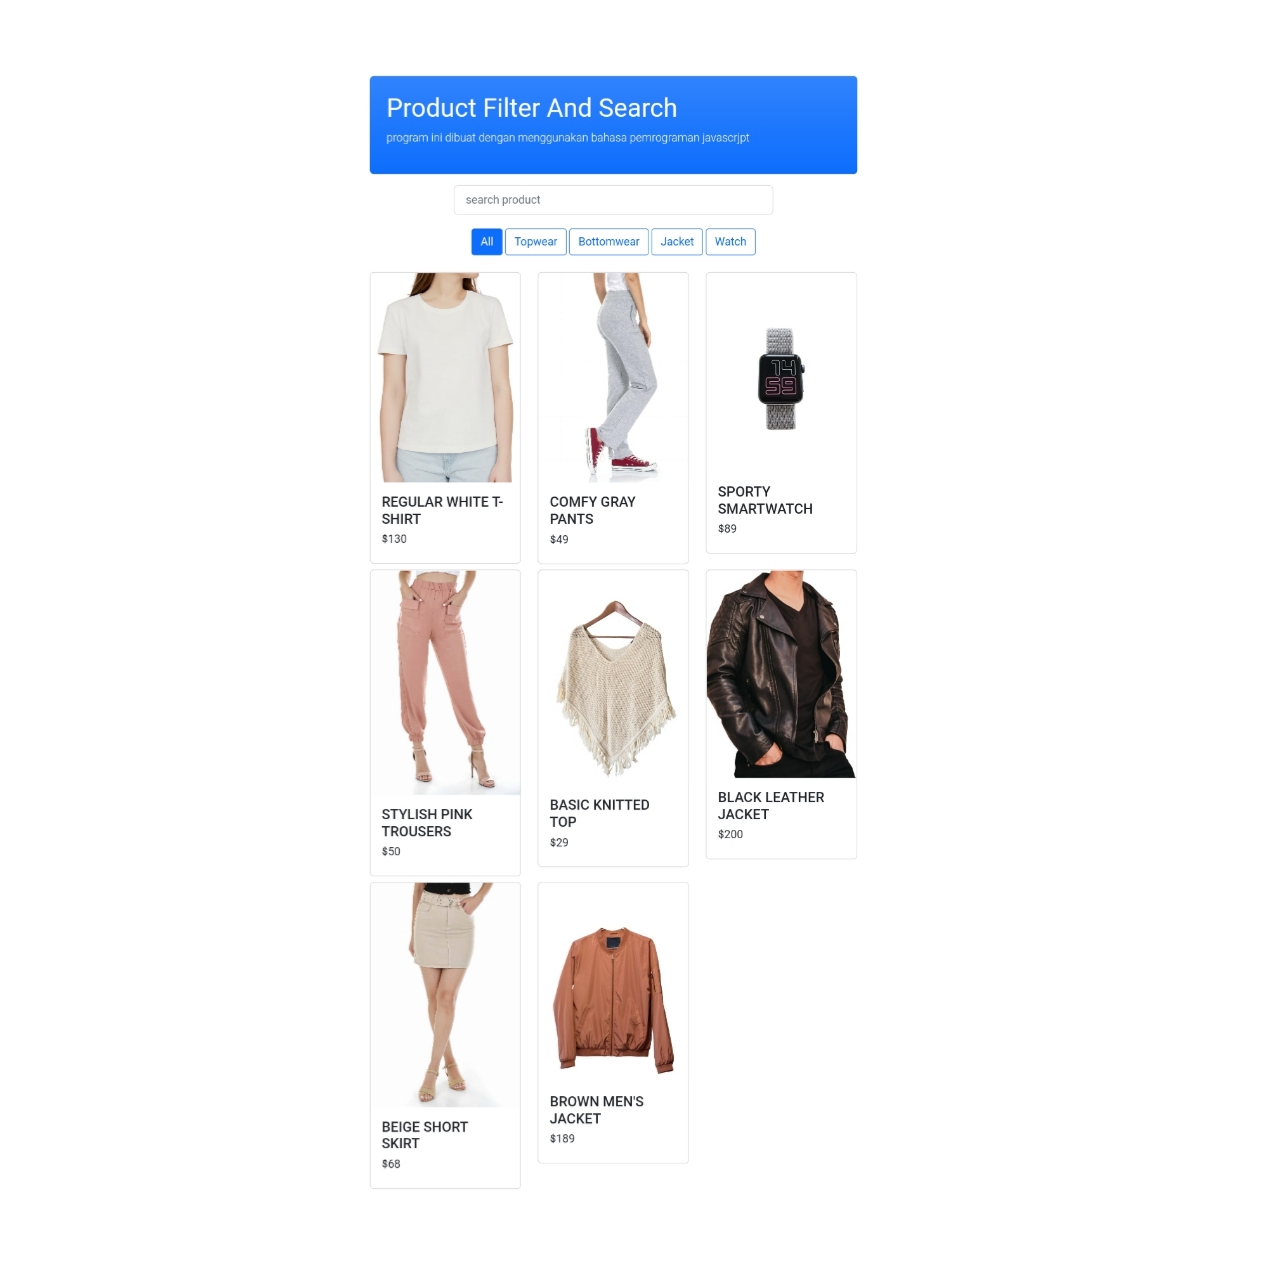 Product Filter And Search
program ini dibuat dengan menggunakan bahasa pemrograman javascrjpt
search product
All
Topwear
Bottomwear
Jacket
Watch
REGULAR WHITE T-
SHIRT
$130
COMFY GRAY
PANTS
$49
14
59
SPORTY
SMARTWATCH
$89
STYLISH PINK
TROUSERS
$50
BASIC KNITTED
TOP
$29
BLACK LEATHER
JACKET
$200
BEIGE SHORT
SKIRT
$68
BROWN MEN'S
JACKET
$189